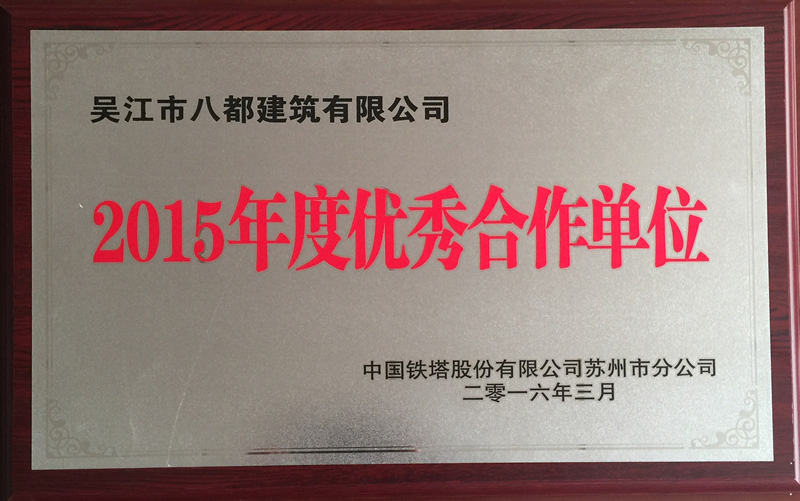 吴江市八都建筑有限公司
2015年度优秀合作单位
中国铁塔股份有限公司苏州市分公司
二零一六年三月